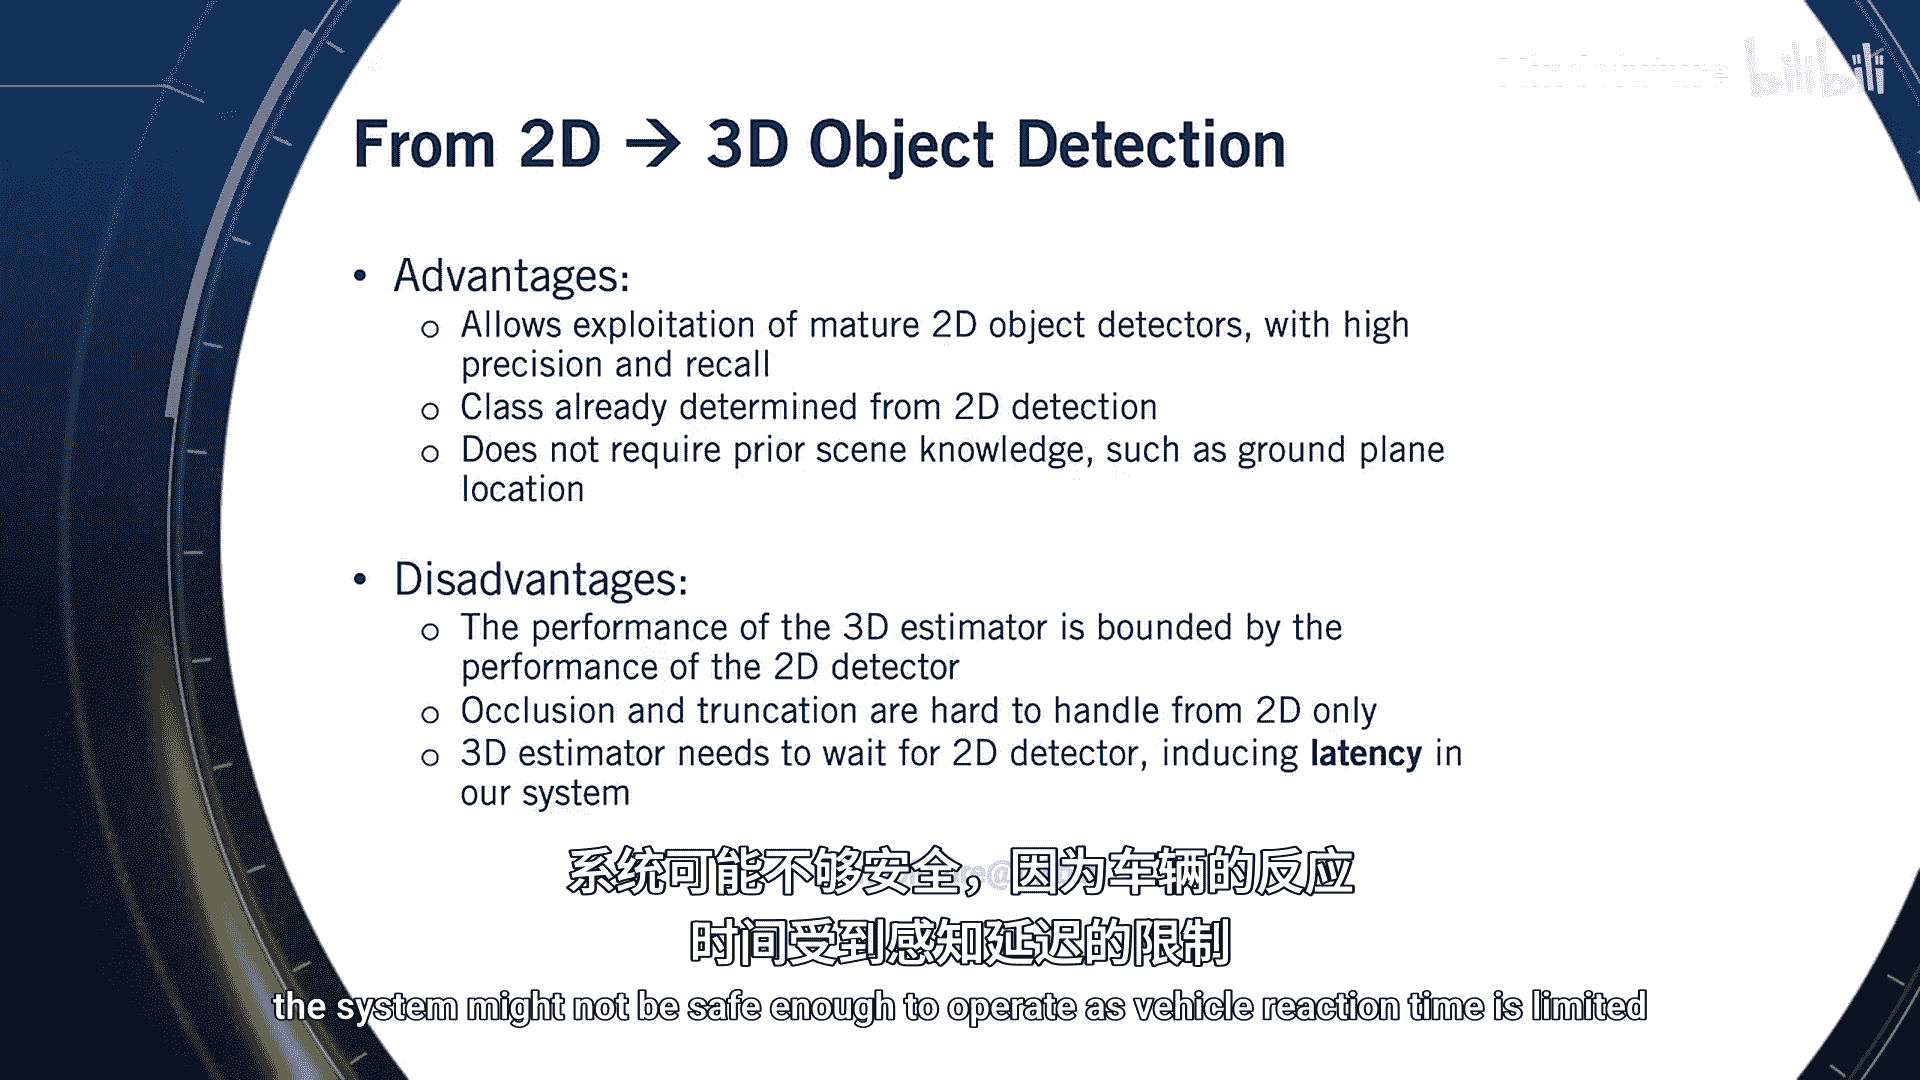 bilibili
From 2D → 3D Object Detection
• Advantages:
o Allows exploitation of mature 2D object detectors, with high
precision and recall
o Class already determined from 2D detection
o Does not require prior scene knowledge, such as ground plane
location
• Disadvantages:
o The performance of the 3D estimator is bounded by the
performance of the 2D detector
o Occlusion and truncation are hard to handle from 2D only
o 3D estimator needs to wait for 2D detector, inducing latency in
our system
系统可能不够安全，因为车辆的反应
时间受到感知延迟的限制
the system might not be safe enough to operate as vehicle reaction time is limited